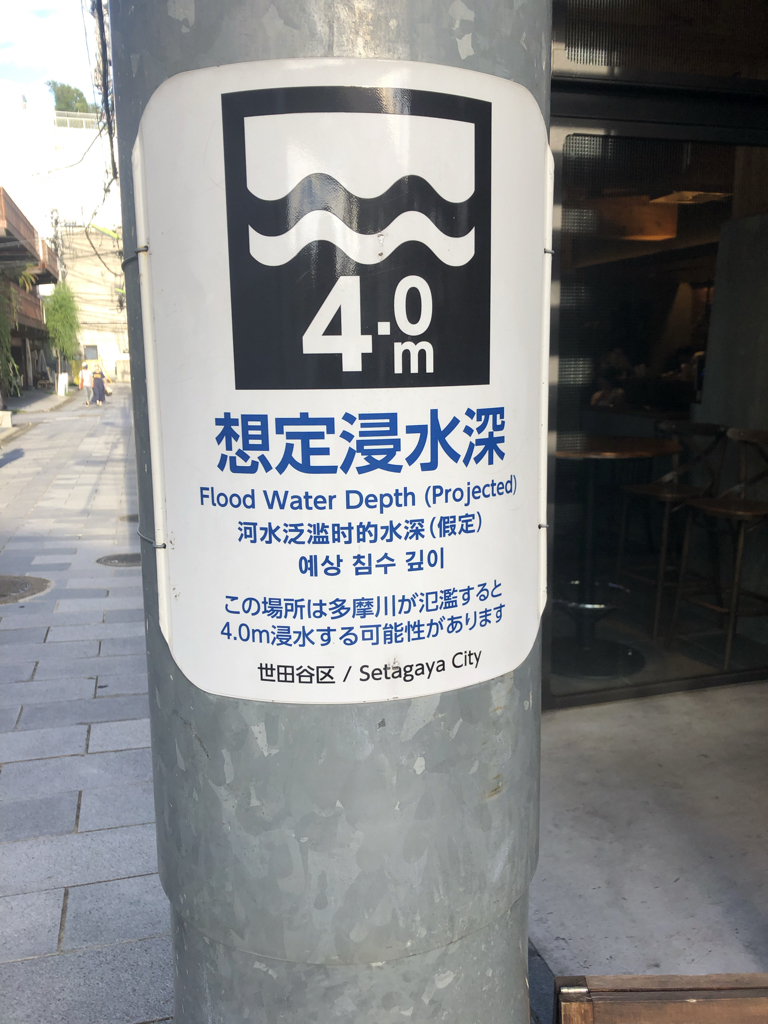 4.0m
想定浸水深
Flood Water Depth (Projected)
河水泛滥时的水深(假定)
예상 침수 깊이
この場所は多摩川が氾濫すると
4.0m浸水する可能性があります
世田谷区 / Setagaya City